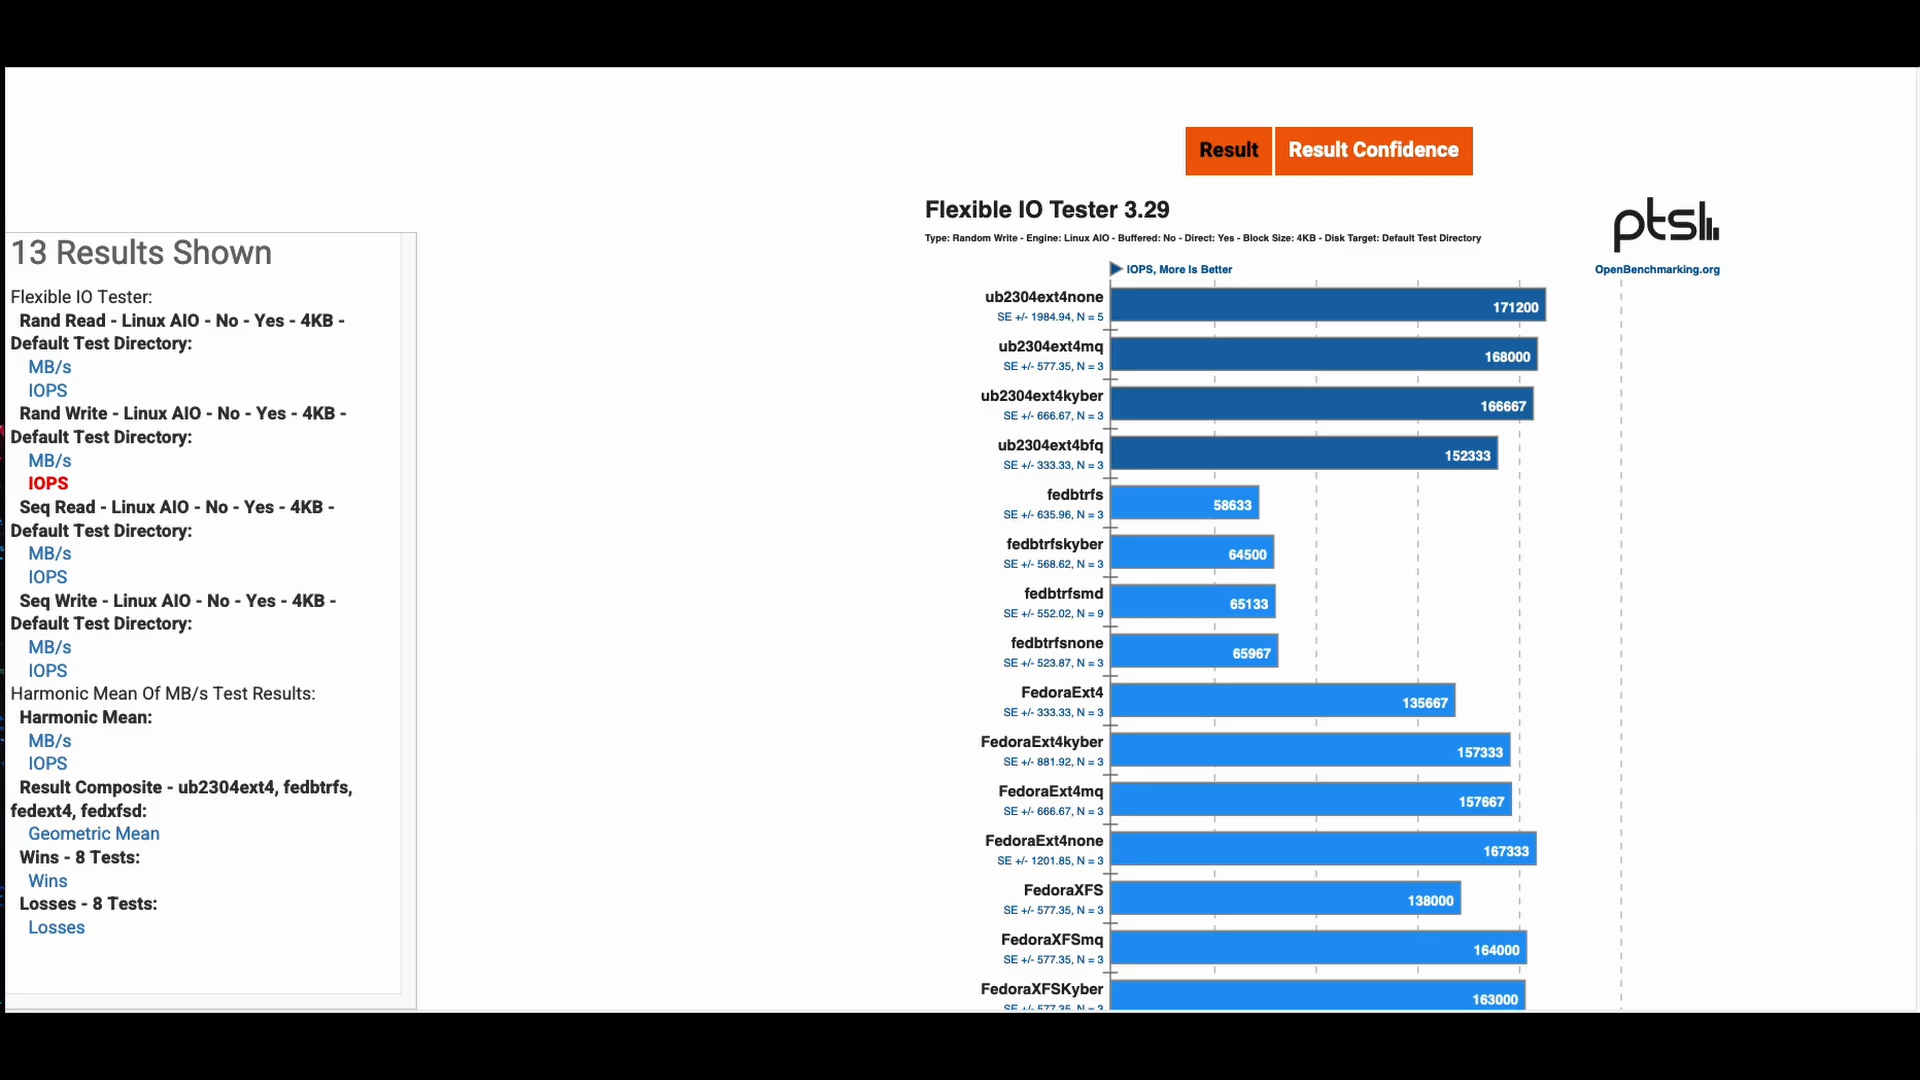 Result
Result Confidence
Flexible IO Tester 3.29
ptsl
Type: Random Write - Engine: Linux AIO - Buffered: No - Direct: Yes - Block Size: 4KB - Disk Target: Default Test Directory
IOPS, More Is Better
OpenBenchmarking.org
13 Results Shown
Flexible IO Tester:
Rand Read - Linux AIO - No - Yes - 4KB -
Default Test Directory:
MB/s
IOPS
Rand Write - Linux AIO - No - Yes - 4KB -
Default Test Directory:
MB/s
IOPS
Seq Read - Linux AIO - No - Yes - 4KB -
Default Test Directory:
MB/s
IOPS
Seq Write - Linux AIO - No - Yes - 4KB -
Default Test Directory:
MB/s
IOPS
Harmonic Mean Of MB/s Test Results:
Harmonic Mean:
MB/s
IOPS
Result Composite - ub2304ext4, fedbtrfs,
fedext4, fedxfsd:
Geometric Mean
Wins - 8 Tests:
Wins
Losses - 8 Tests:
Losses
ub2304ext4none
171200
SE +/- 1984.94, N = 5
ub2304ext4mq
168000
SE +/- 577.35, N = 3
ub2304ext4kyber
166667
SE +/- 666.67, N = 3
ub2304ext4bfq
152333
SE +/- 333.33, N = 3
fedbtrfs
58633
SE +/- 635.96, N = 3
fedbtrfskyber
64500
SE +/- 568.62, N = 3
fedbtrfsmd
65133
SE +/- 552.02, N = 9
fedbtrfsnone
65967
SE +/- 523.87, N = 3
FedoraExt4
135667
SE +/- 333.33, N = 3
FedoraExt4kyber
157333
SE +/- 881.92, N = 3
FedoraExt4mq
157667
SE +/- 666.67, N = 3
FedoraExt4none
167333
SE +/- 1201.85, N = 3
FedoraXFS
138000
SE +/- 577.35, N = 3
FedoraXFSmq
164000
SE +/- 577.35, N = 3
FedoraXFSKyber
163000
SE +/- 577.35, N = 3